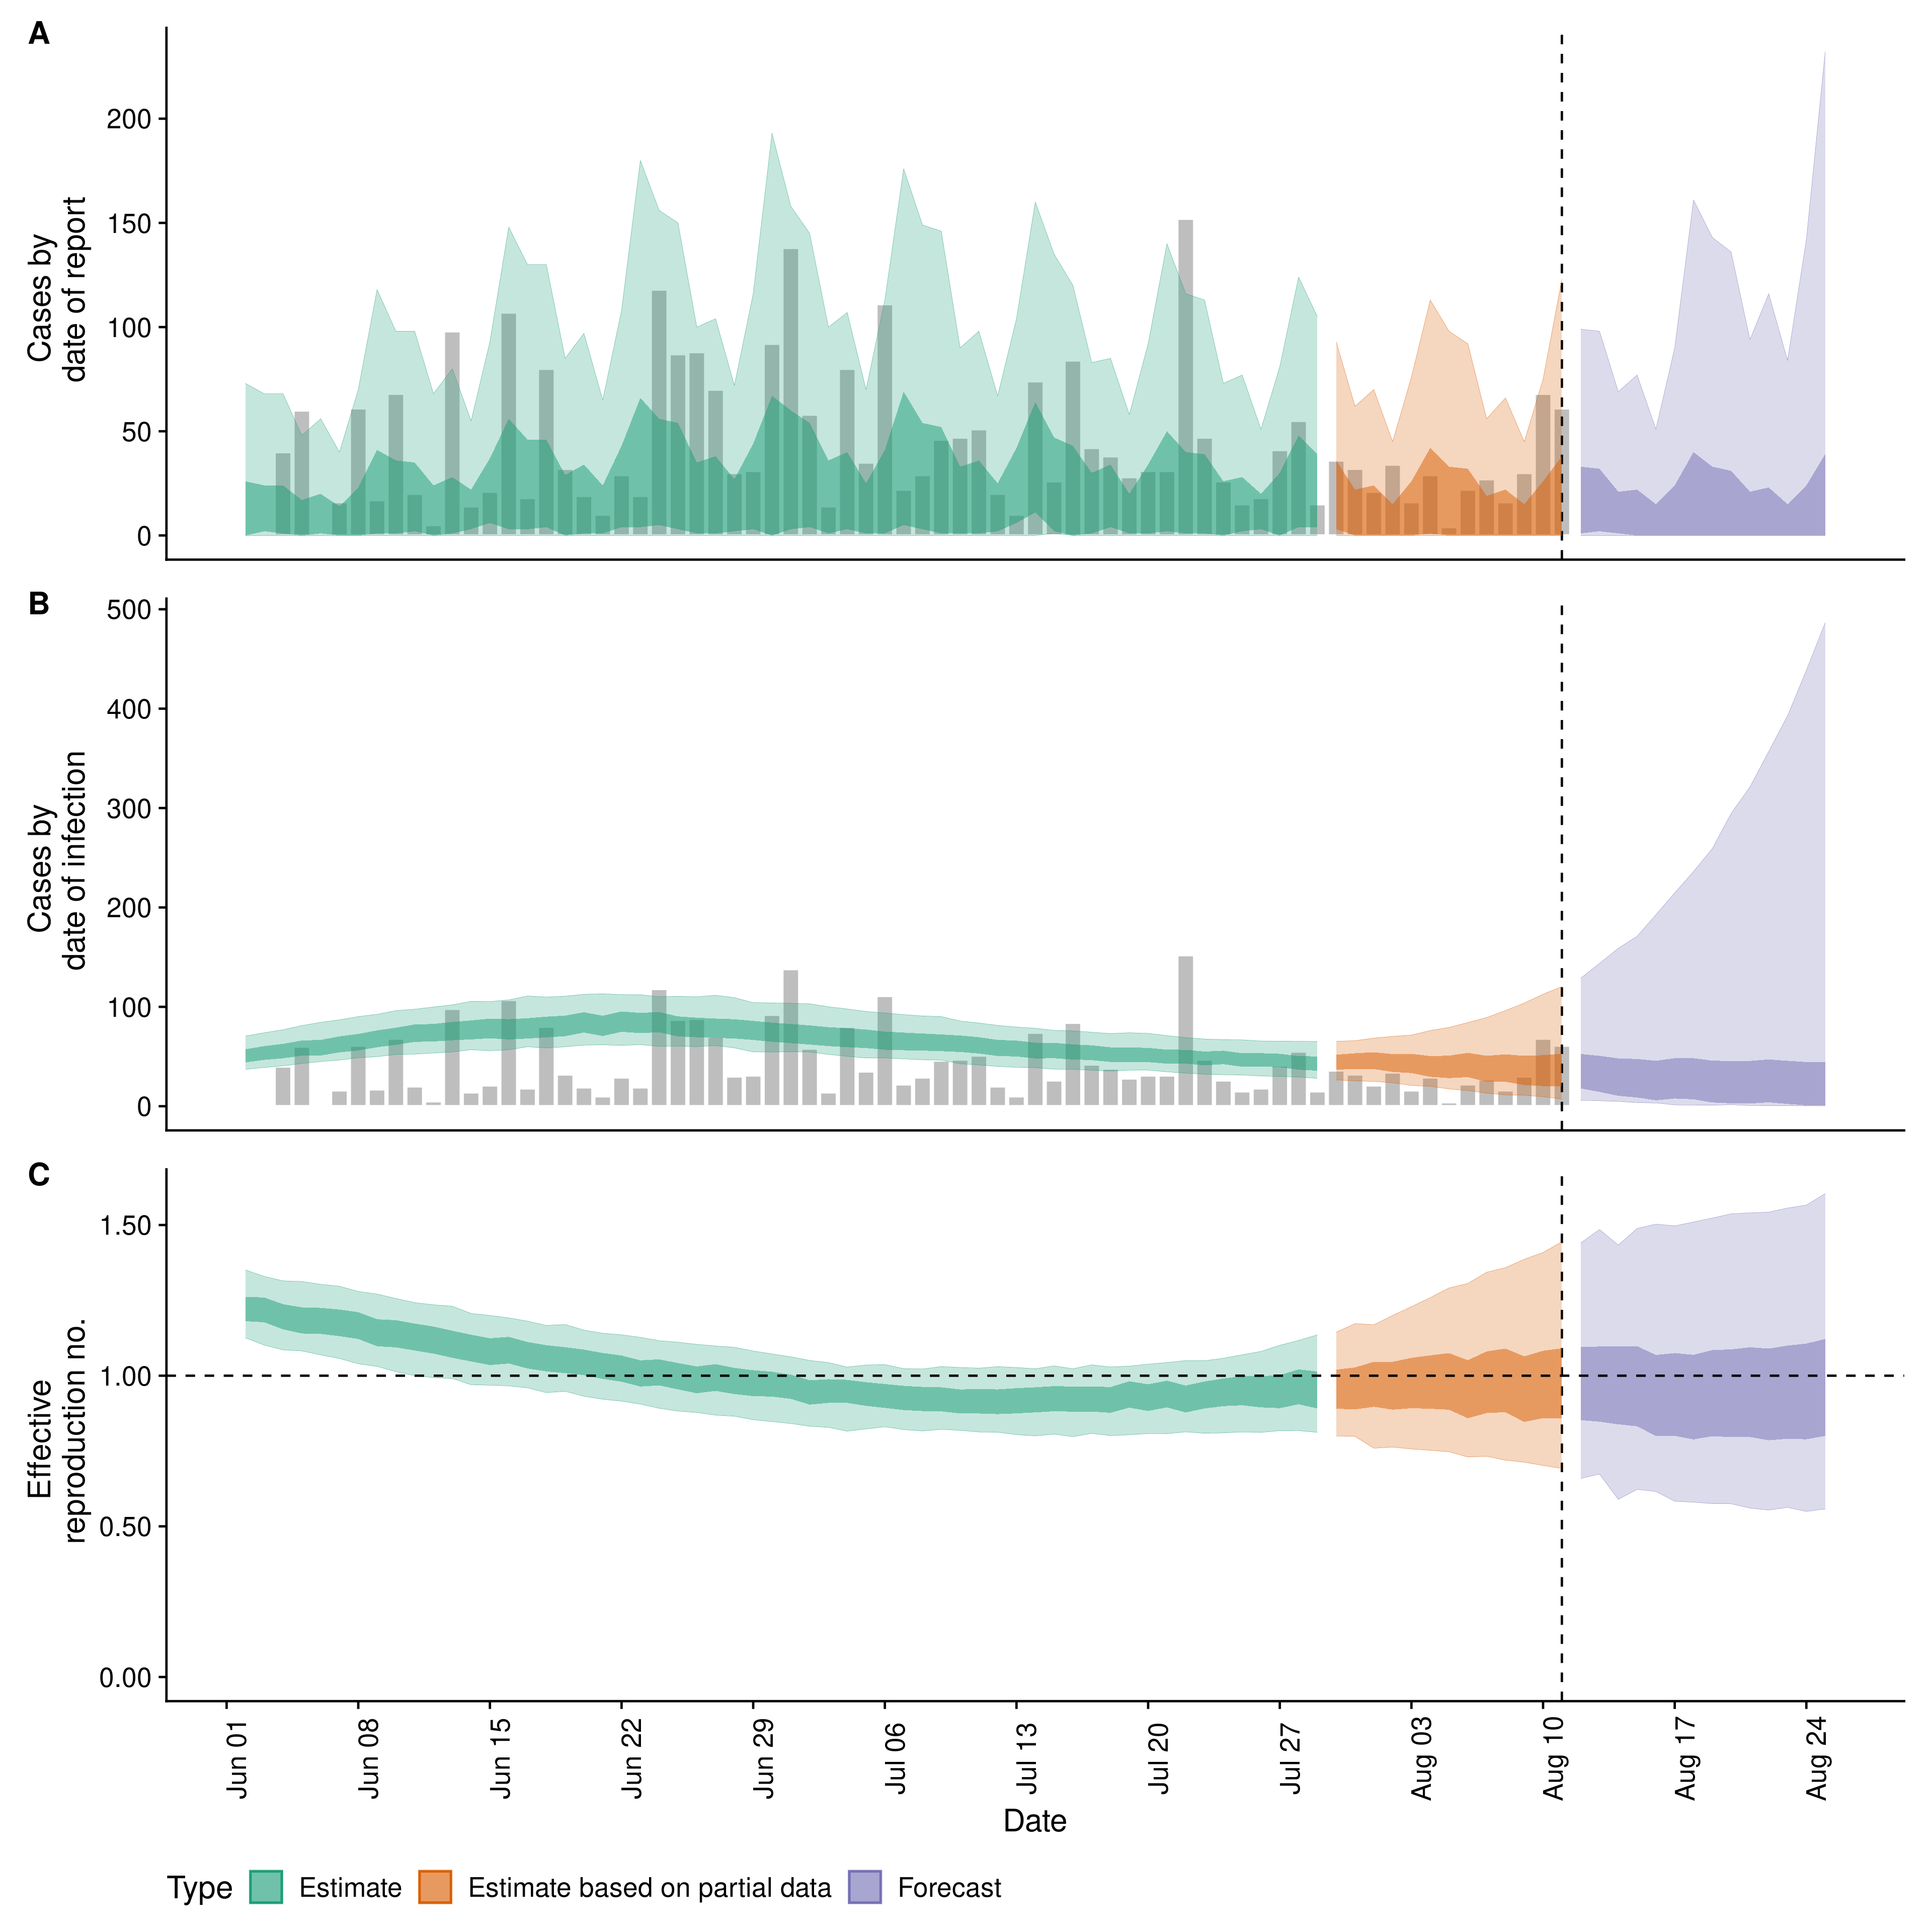 A
Cases by
date of report
200
150
100
50
0
B
Cases by
date of infection
500
400
300
200
100
0
C
Effective
reproduction no.
1.50
1.00
0.50
0.00
Jun 01
Jun 08
Jun 15
Jun 22
Jun 29
Jul 06
Jul 13
Jul 20
Jul 27
Aug 03
Aug 10
Aug 17
Aug 24
Date
Type Estimate Estimate based on partial data Forecast